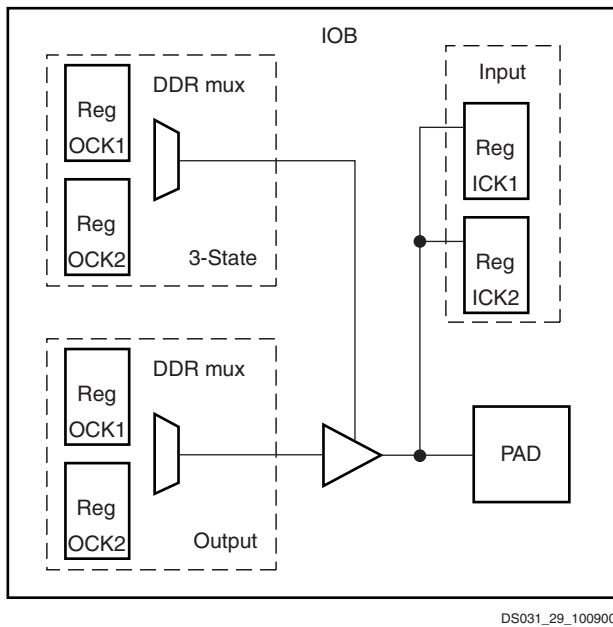 IOB
DDR mux
Reg
OCK1
Reg
OCK2
3-State
Input
Reg
ICK1
Reg
ICK2
DDR mux
Reg
OCK1
Reg
OCK2
Output
PAD
DS031_29_100900